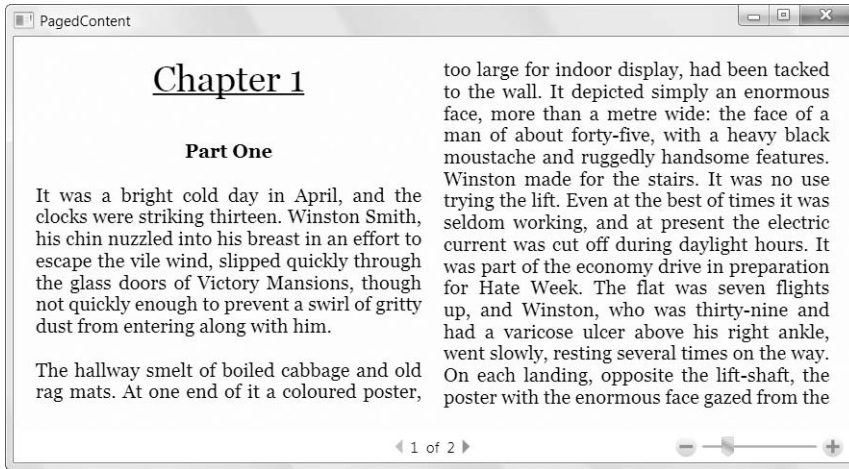 PagedContent
Chapter 1
Part One
It was a bright cold day in April, and the
clocks were striking thirteen. Winston Smith,
his chin nuzzled into his breast in an effort to
escape the vile wind, slipped quickly through
the glass doors of Victory Mansions, though
not quickly enough to prevent a swirl of gritty
dust from entering along with him.
The hallway smelt of boiled cabbage and old
rag mats. At one end of it a coloured poster,
too large for indoor display, had been tacked
to the wall. It depicted simply an enormous
face, more than a metre wide: the face of a
man of about forty-five, with a heavy black
moustache and ruggedly handsome features.
Winston made for the stairs. It was no use
trying the lift. Even at the best of times it was
seldom working, and at present the electric
current was cut off during daylight hours. It
was part of the economy drive in preparation
for Hate Week. The flat was seven flights
up, and Winston, who was thirty-nine and
had a varicose ulcer above his right ankle,
went slowly, resting several times on the way.
On each landing, opposite the lift-shaft, the
poster with the enormous face gazed from the
1 of 2